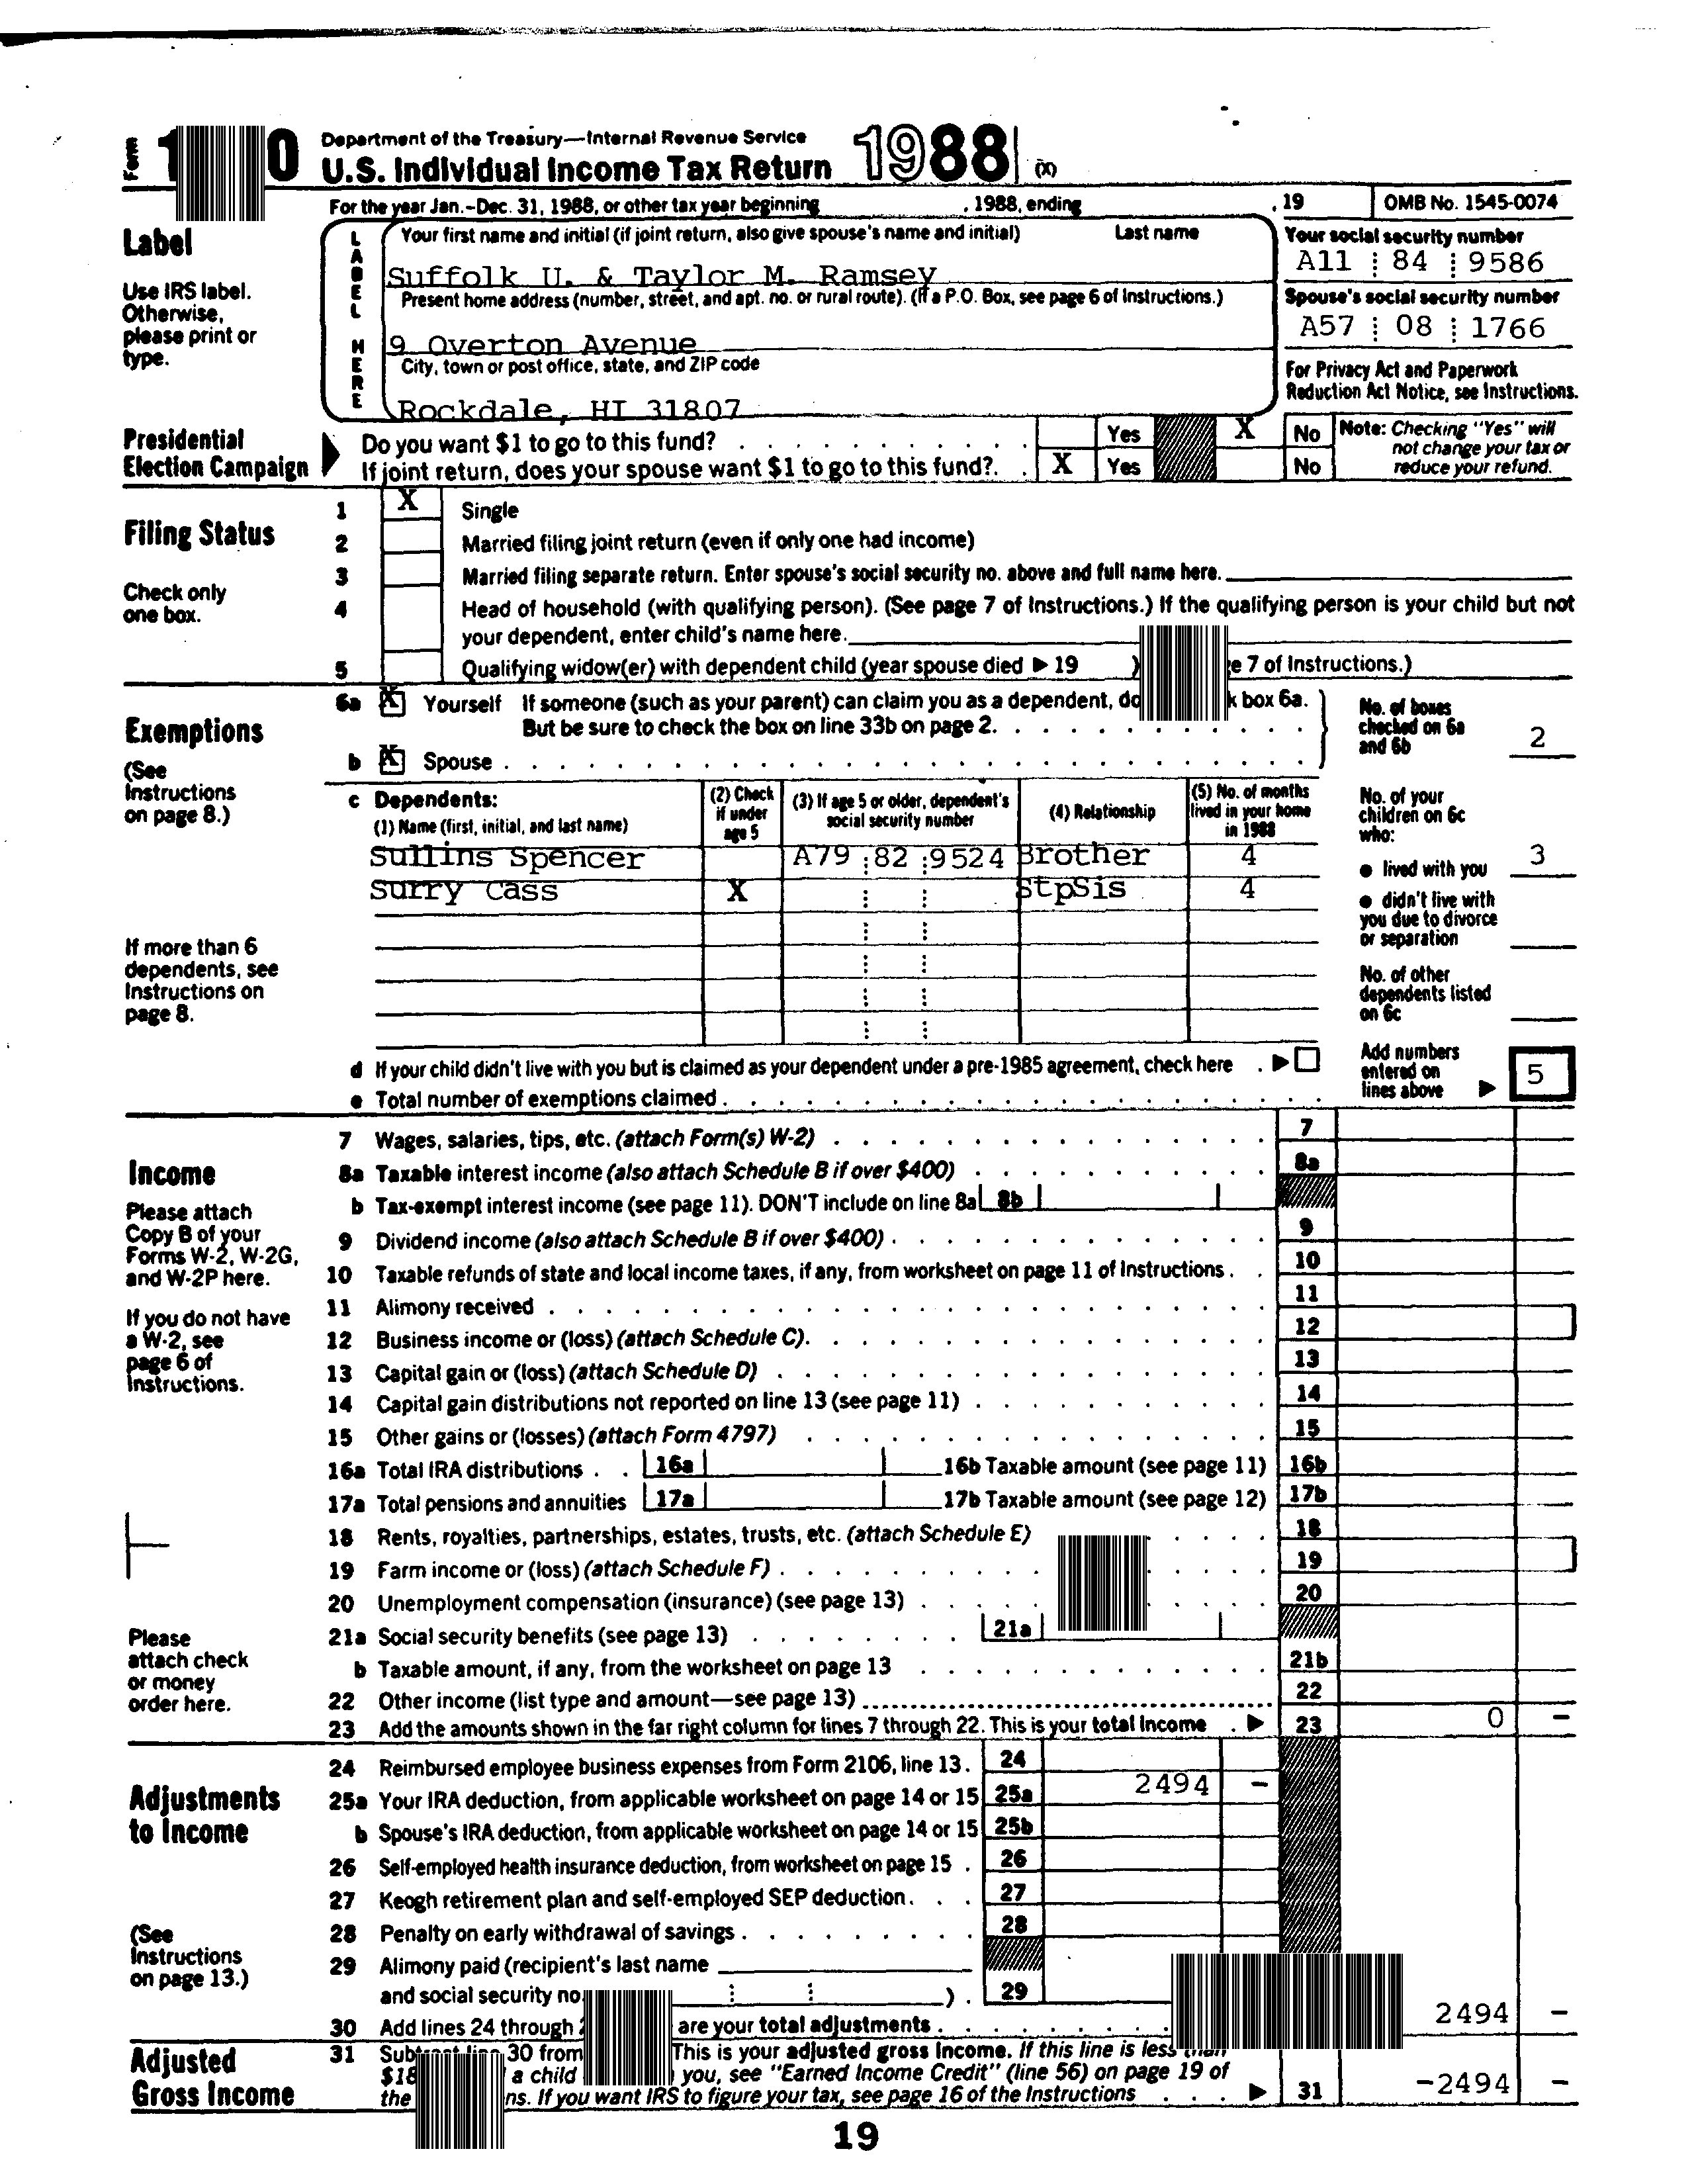 Form
0 Department of the Treasury—Internal Revenue Service
U.S. Individual Income Tax Return 1988 (X)
For the year Jan.–Dec. 31, 1988, or other tax year beginning , 1988, ending , 19 OMB No. 1545-0074
Label
Use IRS label. Otherwise, please print or type.
LABEL HERE
Your first name and initial (if joint return, also give spouse's name and initial) Last name
Suffolk U. & Taylor M. Ramsey
Present home address (number, street, and apt. no. or rural route). (If a P.O. Box, see page 6 of Instructions.)
9 Overton Avenue
City, town or post office, state, and ZIP code
Rockdale, HI 31807
Your social security number
A11 84 9586
Spouse's social security number
A57 08 1766
For Privacy Act and Paperwork
Reduction Act Notice, see Instructions.
Presidential
Election Campaign
Do you want $1 to go to this fund? Yes X No
If joint return, does your spouse want $1 to go to this fund?. X Yes No
Note: Checking "Yes" will
not change your tax or
reduce your refund.
Filing Status
Check only
one box.
1 X Single
2 Married filing joint return (even if only one had income)
3 Married filing separate return. Enter spouse's social security no. above and full name here.
4 Head of household (with qualifying person). (See page 7 of Instructions.) If the qualifying person is your child but not
your dependent, enter child's name here.
5 Qualifying widow(er) with dependent child (year spouse died ▶ 19 ) 7 of Instructions.)
Exemptions
(See
Instructions
on page 8.)
6a X Yourself If someone (such as your parent) can claim you as a dependent, box 6a.
But be sure to check the box on line 33b on page 2.
b X Spouse
No. of boxes
checked on 6a
and 6b 2
c Dependents:
(1) Name (first, initial, and last name)
(2) Check
if under
age 5
(3) If age 5 or older, dependent's
social security number
(4) Relationship
(5) No. of months
lived in your home
in 1988
Sullins Spencer A79 82 9524 Brother 4
Surry Cass X StpSis 4
No. of your
children on 6c
who:
● lived with you 3
● didn't live with
you due to divorce
or separation
No. of other
dependents listed
on 6c
If more than 6
dependents, see
Instructions on
page 8.
d If your child didn't live with you but is claimed as your dependent under a pre-1985 agreement, check here ▶
e Total number of exemptions claimed
Add numbers
entered on
lines above ▶ 5
Income
Please attach
Copy B of your
Forms W-2, W-2G,
and W-2P here.
If you do not have
a W-2, see
page 6 of
Instructions.
Please
attach check
or money
order here.
7 Wages, salaries, tips, etc. (attach Form(s) W-2) 7
8a Taxable interest income (also attach Schedule B if over $400) 8a
b Tax-exempt interest income (see page 11). DON'T include on line 8a 8b
9 Dividend income (also attach Schedule B if over $400) 9
10 Taxable refunds of state and local income taxes, if any, from worksheet on page 11 of Instructions 10
11 Alimony received 11
12 Business income or (loss) (attach Schedule C). 12
13 Capital gain or (loss) (attach Schedule D) 13
14 Capital gain distributions not reported on line 13 (see page 11) 14
15 Other gains or (losses) (attach Form 4797) 15
16a Total IRA distributions 16a 16b Taxable amount (see page 11) 16b
17a Total pensions and annuities 17a 17b Taxable amount (see page 12) 17b
18 Rents, royalties, partnerships, estates, trusts, etc. (attach Schedule E) 18
19 Farm income or (loss) (attach Schedule F) 19
20 Unemployment compensation (insurance) (see page 13) 20
21a Social security benefits (see page 13) 21a
b Taxable amount, if any, from the worksheet on page 13 21b
22 Other income (list type and amount—see page 13) 22
23 Add the amounts shown in the far right column for lines 7 through 22. This is your total income ▶ 23 0 –
Adjustments
to Income
(See
Instructions
on page 13.)
24 Reimbursed employee business expenses from Form 2106, line 13. 24
25a Your IRA deduction, from applicable worksheet on page 14 or 15 25a 2494 –
b Spouse's IRA deduction, from applicable worksheet on page 14 or 15 25b
26 Self-employed health insurance deduction, from worksheet on page 15 26
27 Keogh retirement plan and self-employed SEP deduction 27
28 Penalty on early withdrawal of savings 28
29 Alimony paid (recipient's last name
and social security no. ) 29
30 Add lines 24 through are your total adjustments 2494 –
Adjusted
Gross Income
31 Subtract line 30 from This is your adjusted gross income. If this line is less than
a child you, see "Earned Income Credit" (line 56) on page 19 of
the If you want IRS to figure your tax, see page 16 of the Instructions ▶ 31 -2494 –
19